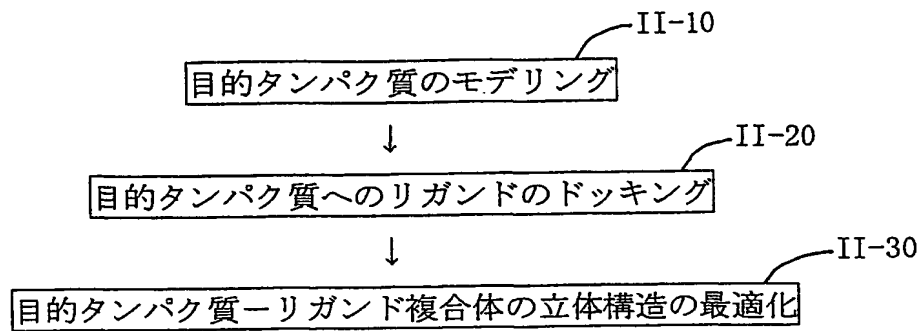 II-10
目的タンパク質のモデリング
↓
II-20
目的タンパク質へのリガンドのドッキング
↓
II-30
目的タンパク質－リガンド複合体の立体構造の最適化